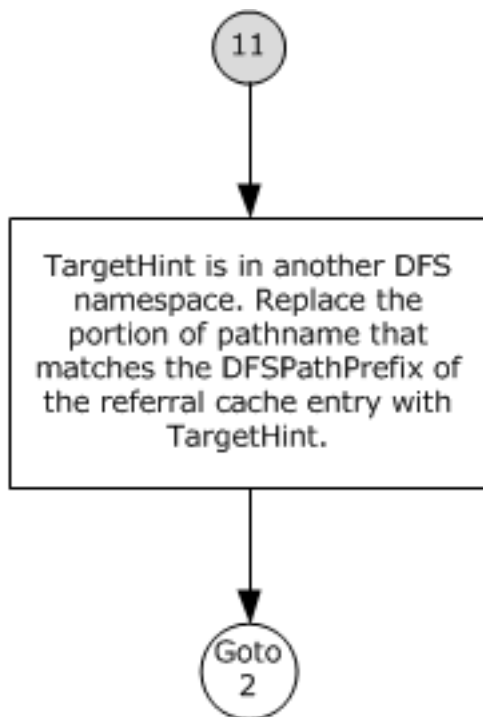 11
TargetHint is in another DFS
namespace. Replace the
portion of pathname that
matches the DFSPathPrefix of
the referral cache entry with
TargetHint.
Goto
2